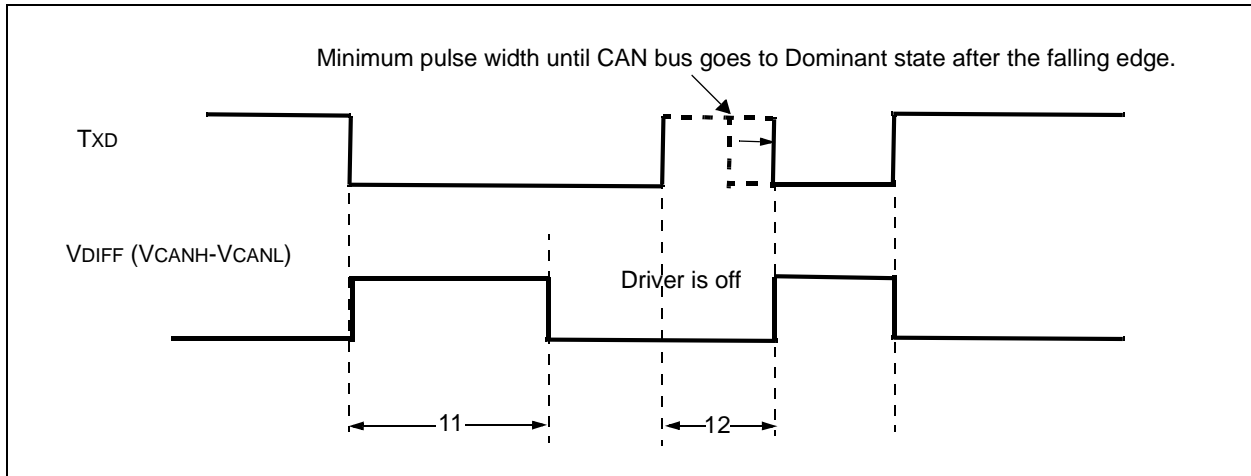 Minimum pulse width until CAN bus goes to Dominant state after the falling edge.
TXD
VDIFF (VCANH-VCANL)
Driver is off
11
12